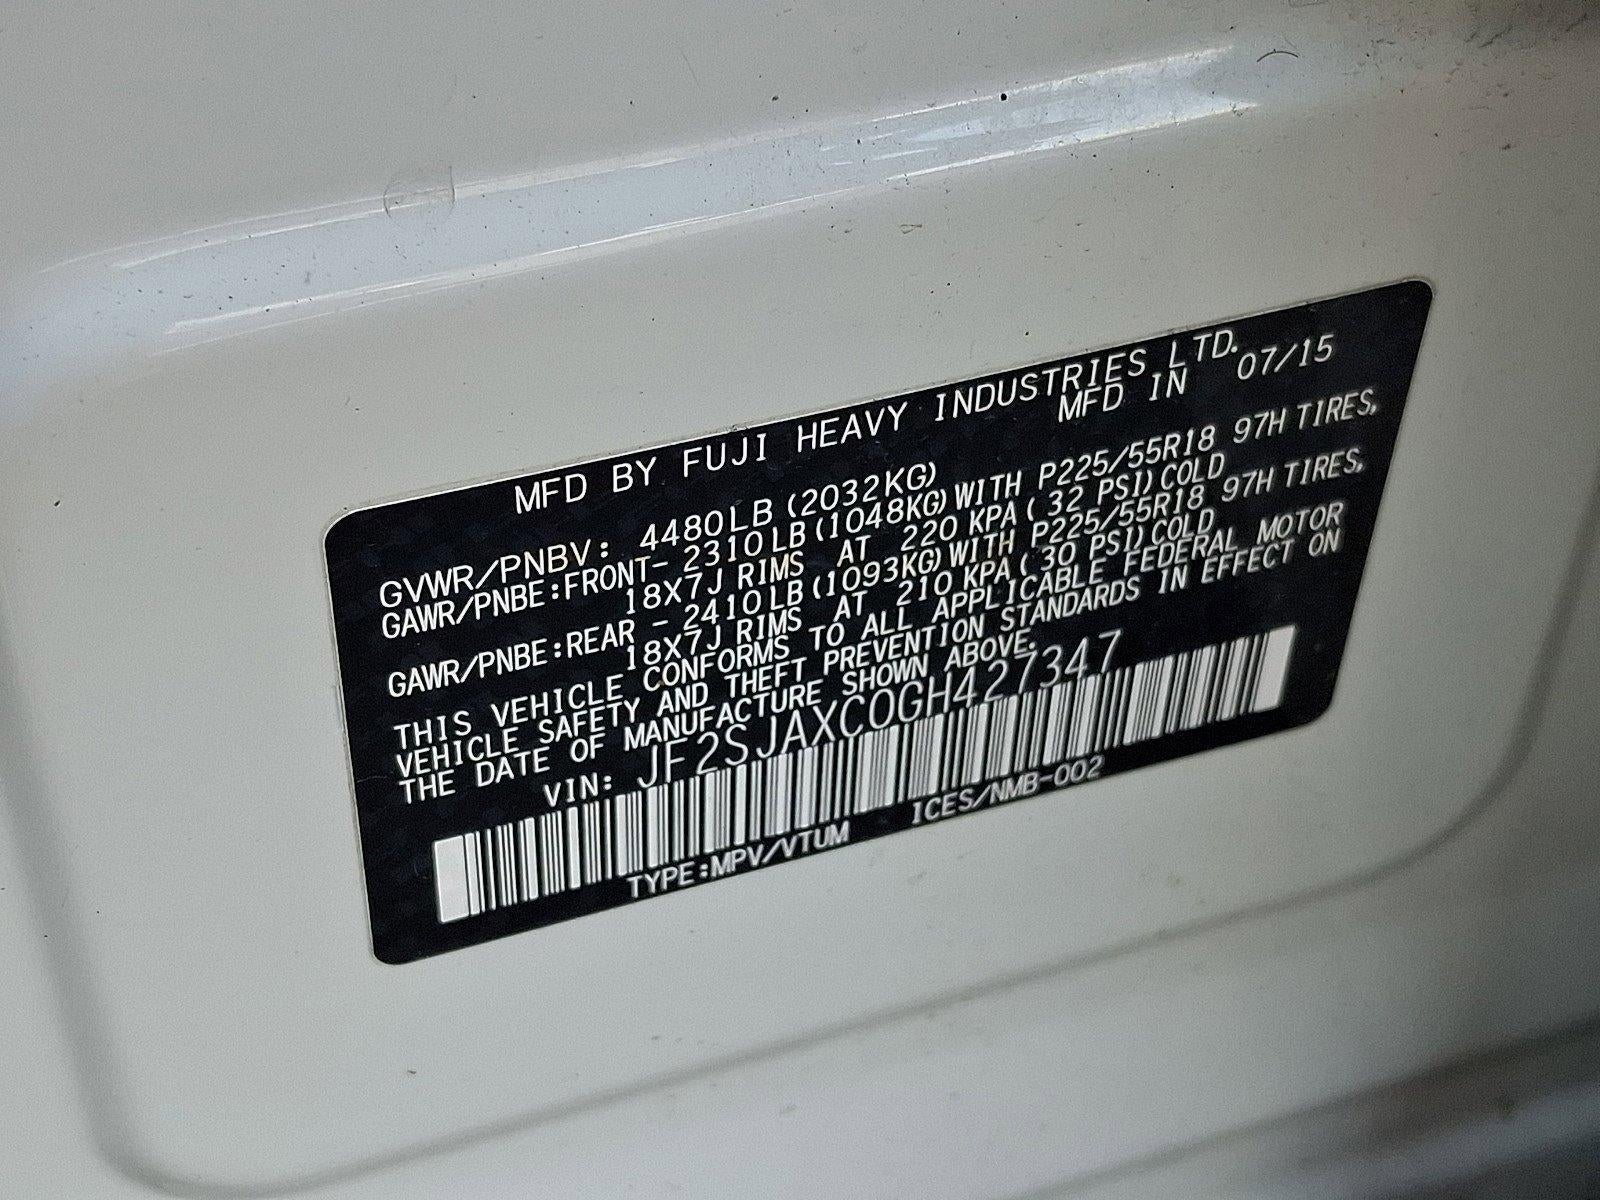 MFD BY FUJI HEAVY INDUSTRIES LTD.
MFD IN 07/15
GVWR/PNBV: 4480LB (2032KG)
GAWR/PNBE:FRONT- 2310LB (1048KG) WITH P225/55R18 97H TIRES,
18X7J RIMS AT 220 KPA ( 32 PSI) COLD
GAWR/PNBE:REAR - 2410LB (1093KG) WITH P225/55R18 97H TIRES,
18X7J RIMS AT 210 KPA ( 30 PSI) COLD
THIS VEHICLE CONFORMS TO ALL APPLICABLE FEDERAL MOTOR
VEHICLE SAFETY AND THEFT PREVENTION STANDARDS IN EFFECT ON
THE DATE OF MANUFACTURE SHOWN ABOVE.
VIN: JF2SJAXC0GH427347
TYPE:MPV/VTUM ICES/NMB-002